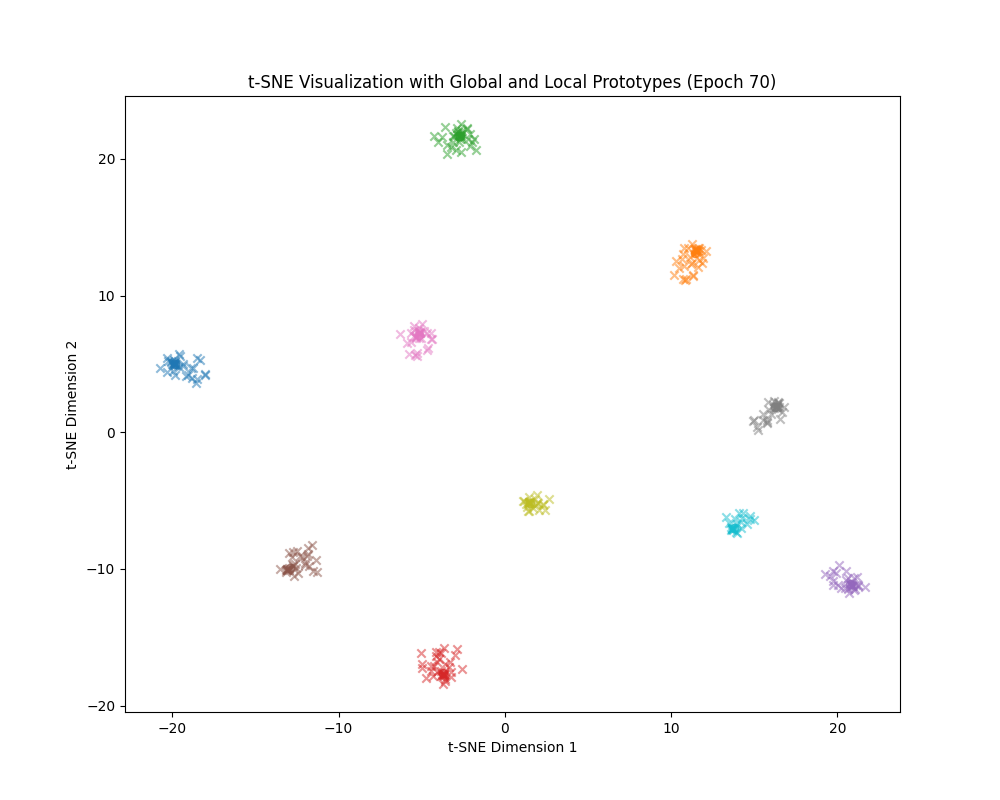 t-SNE Visualization with Global and Local Prototypes (Epoch 70)
20
10
0
−10
−20
t-SNE Dimension 2
−20 −10 0 10 20
t-SNE Dimension 1